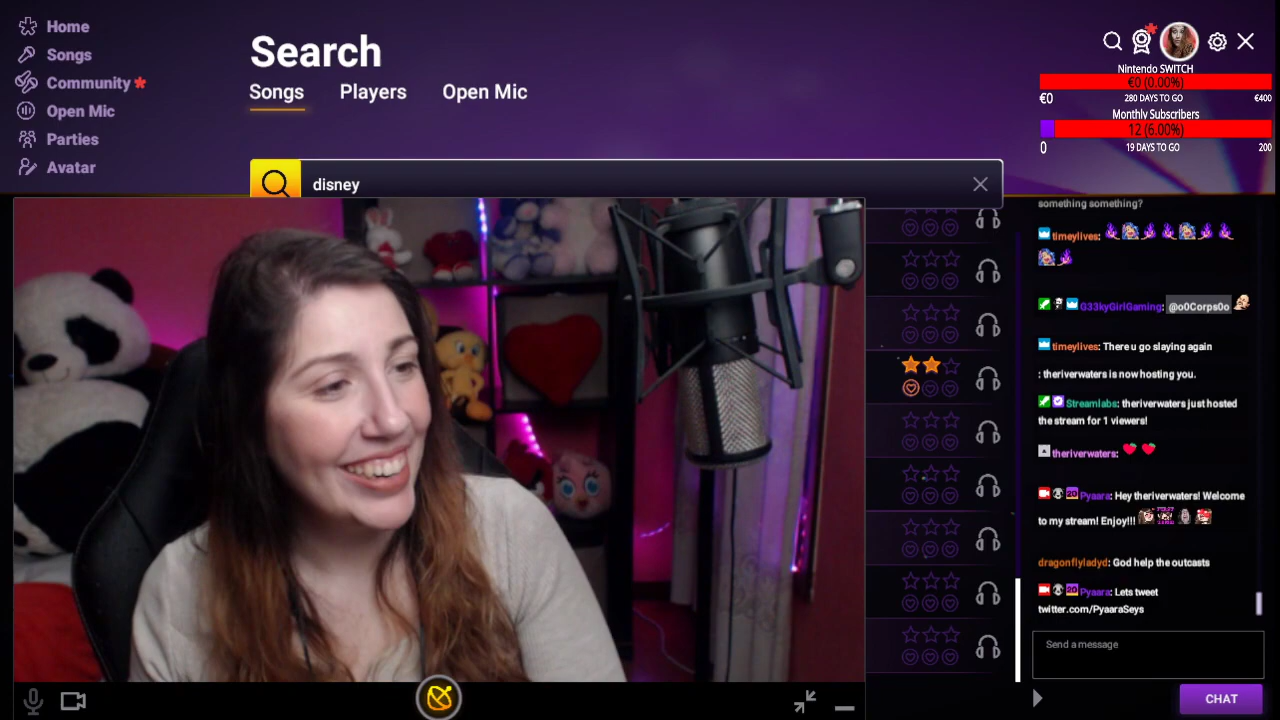 Home
Songs
Community
Open Mic
Parties
Avatar
Search
Songs Players Open Mic
disney
Nintendo SWITCH
€0 (0.00%)
€0 280 DAYS TO GO €400
Monthly Subscribers
12 (6.00%)
0 19 DAYS TO GO 200
something something?
timeylives:
G33kyGirlGaming: @o0Corps0o
timeylives: There u go slaying again
: theriverwaters is now hosting you.
Streamlabs: theriverwaters just hosted
the stream for 1 viewers!
theriverwaters:
20 Pyaara: Hey theriverwaters! Welcome
to my stream! Enjoy!!!
dragonflyladyd: God help the outcasts
20 Pyaara: Lets tweet
twitter.com/PyaaraSeys
Send a message
CHAT